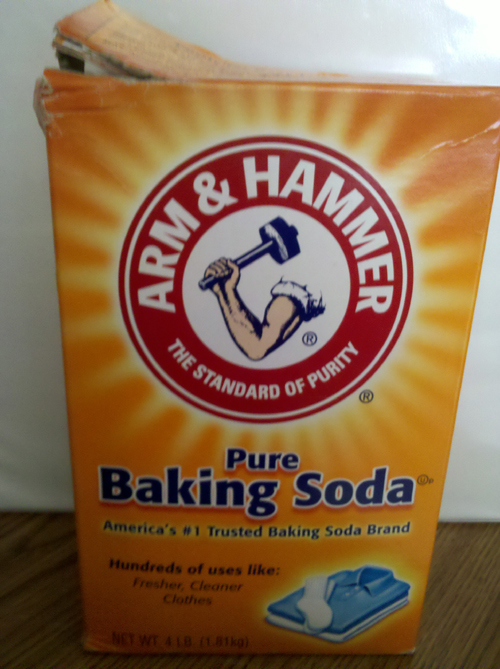 ARM & HAMMER
THE STANDARD OF PURITY
®
®
Pure
Baking Soda
America's #1 Trusted Baking Soda Brand
Hundreds of uses like:
Fresher, Cleaner
Clothes
NET WT. 4 LB. (1.81kg)